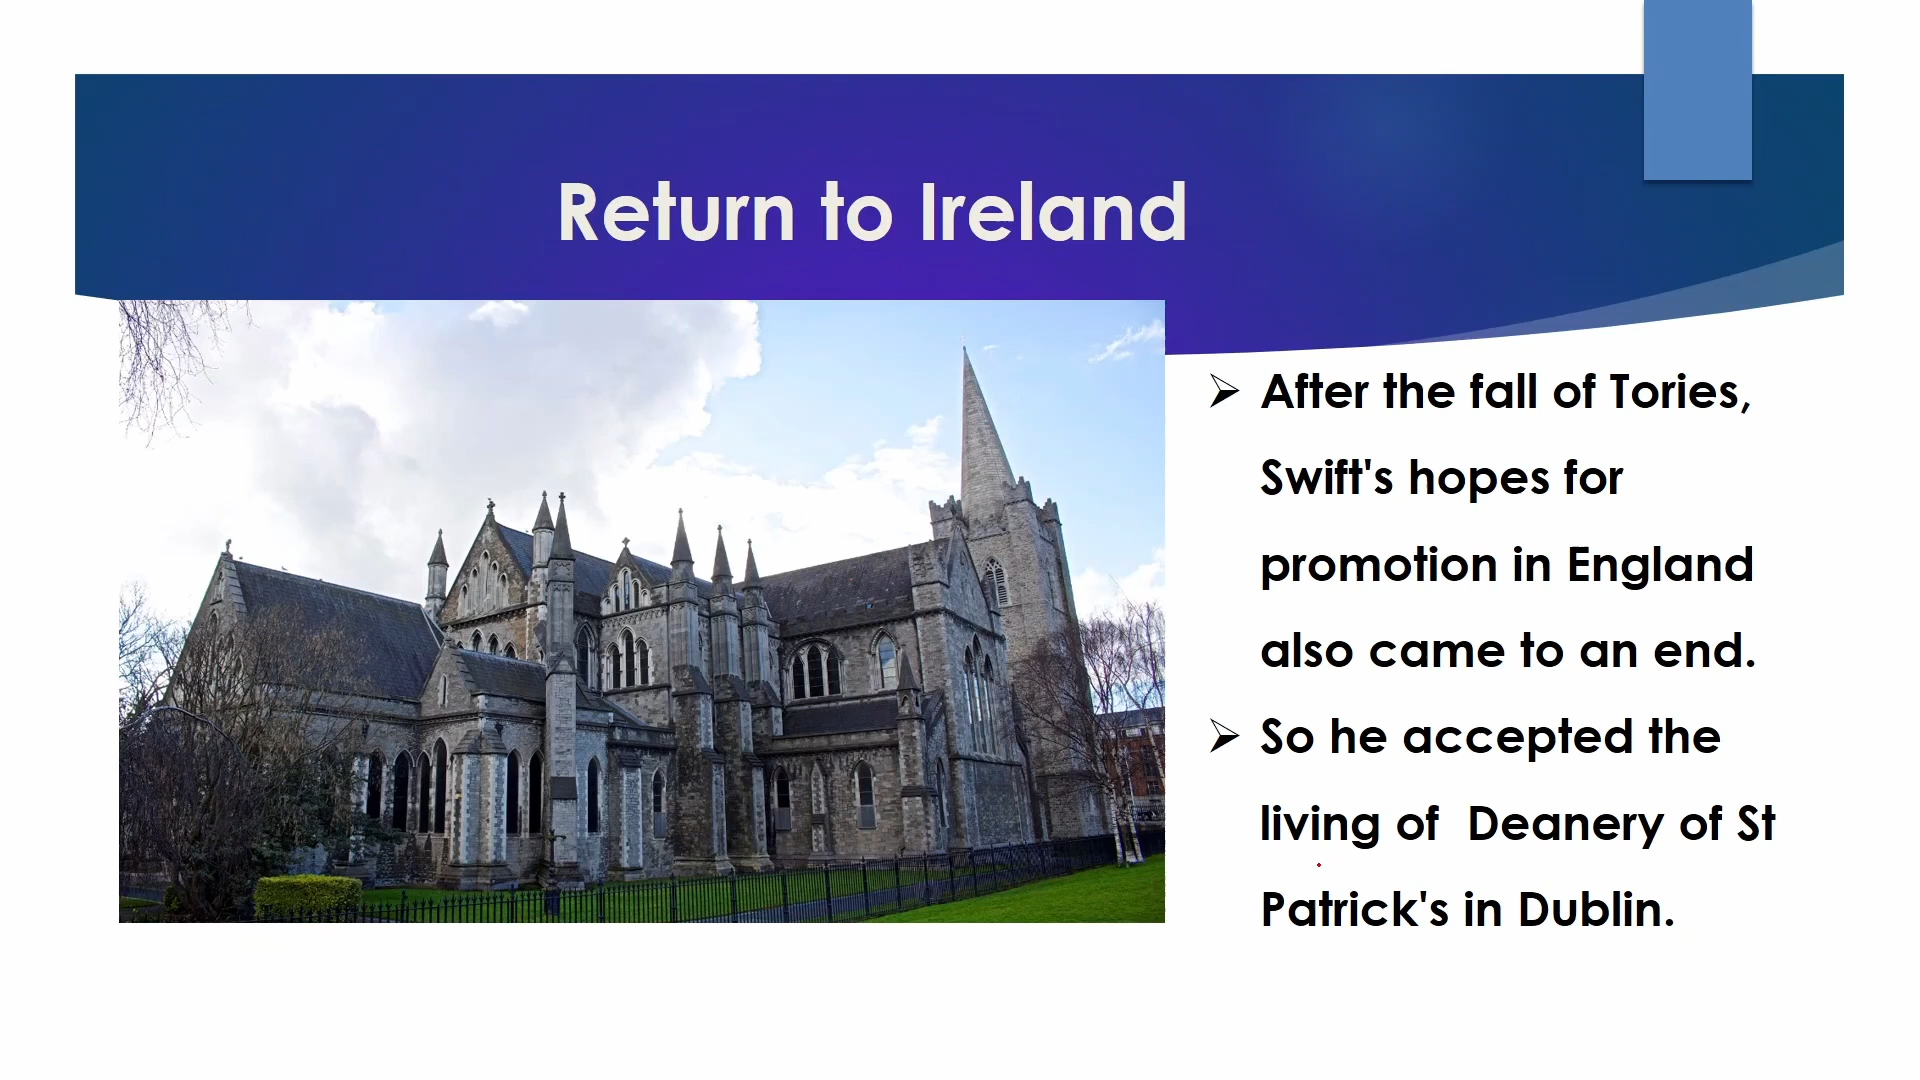 Return to Ireland
➢ After the fall of Tories,
Swift's hopes for
promotion in England
also came to an end.
➢ So he accepted the
living of  Deanery of St
Patrick's in Dublin.